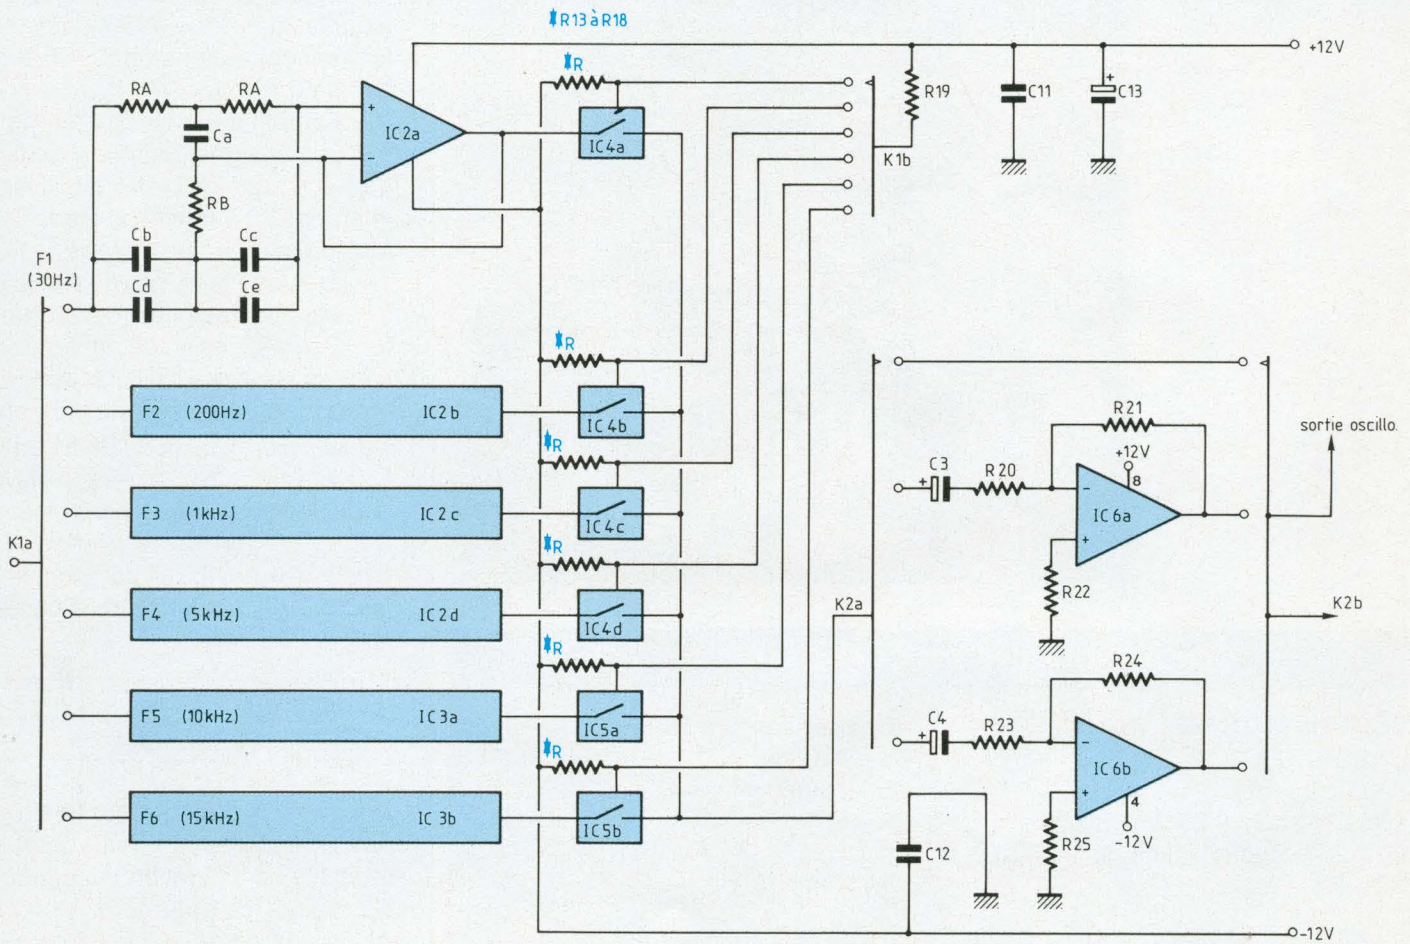 *R13àR18
+12V
*R
RA
RA
+
R19
C11
C13
Ca
+
IC2a
-
IC4a
K1b
RB
Cb
Cc
F1
(30Hz)
Cd
Ce
*R
F2 (200Hz) IC2b
IC4b
R21
sortie oscillo.
*R
+12V
C3
+
R20
8
-
F3 (1kHz) IC2c
IC4c
IC6a
K1a
+
*R
R22
F4 (5kHz) IC2d
IC4d
K2a
K2b
*R
R24
F5 (10kHz) IC3a
IC5a
C4
+
R23
-
*R
IC6b
+
4
F6 (15kHz) IC3b
IC5b
C12
R25
-12V
-12V